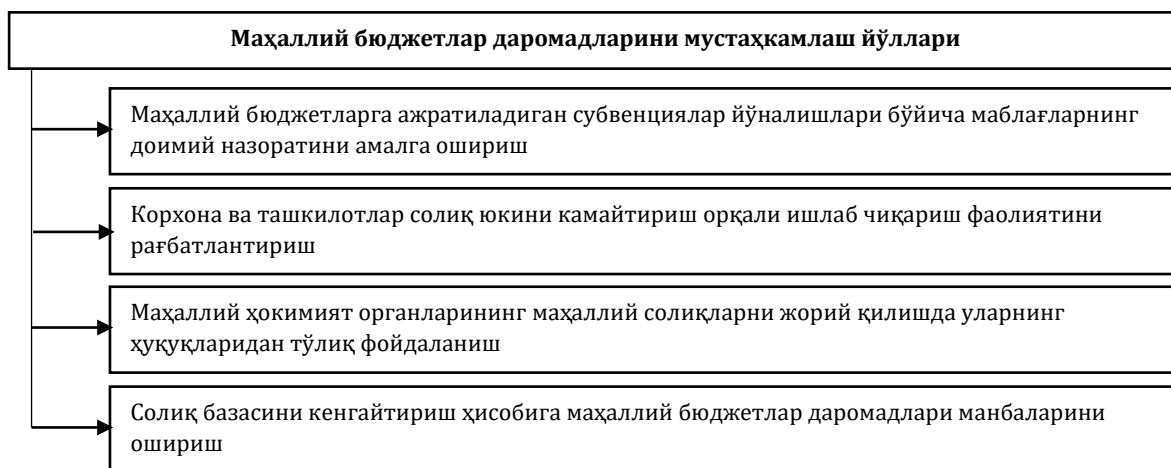 Маҳаллий бюджетлар даромадларини мустаҳкамлаш йўллари
Маҳаллий бюджетларга ажратиладиган субвенциялар йўналишлари бўйича маблағларнинг
доимий назоратини амалга ошириш
Корхона ва ташкилотлар солиқ юкини камайтириш орқали ишлаб чиқариш фаолиятини
рағбатлантириш
Маҳаллий ҳокимият органларининг маҳаллий солиқларни жорий қилишда уларнинг
ҳуқуқларидан тўлиқ фойдаланиш
Солиқ базасини кенгайтириш ҳисобига маҳаллий бюджетлар даромадлари манбаларини
ошириш